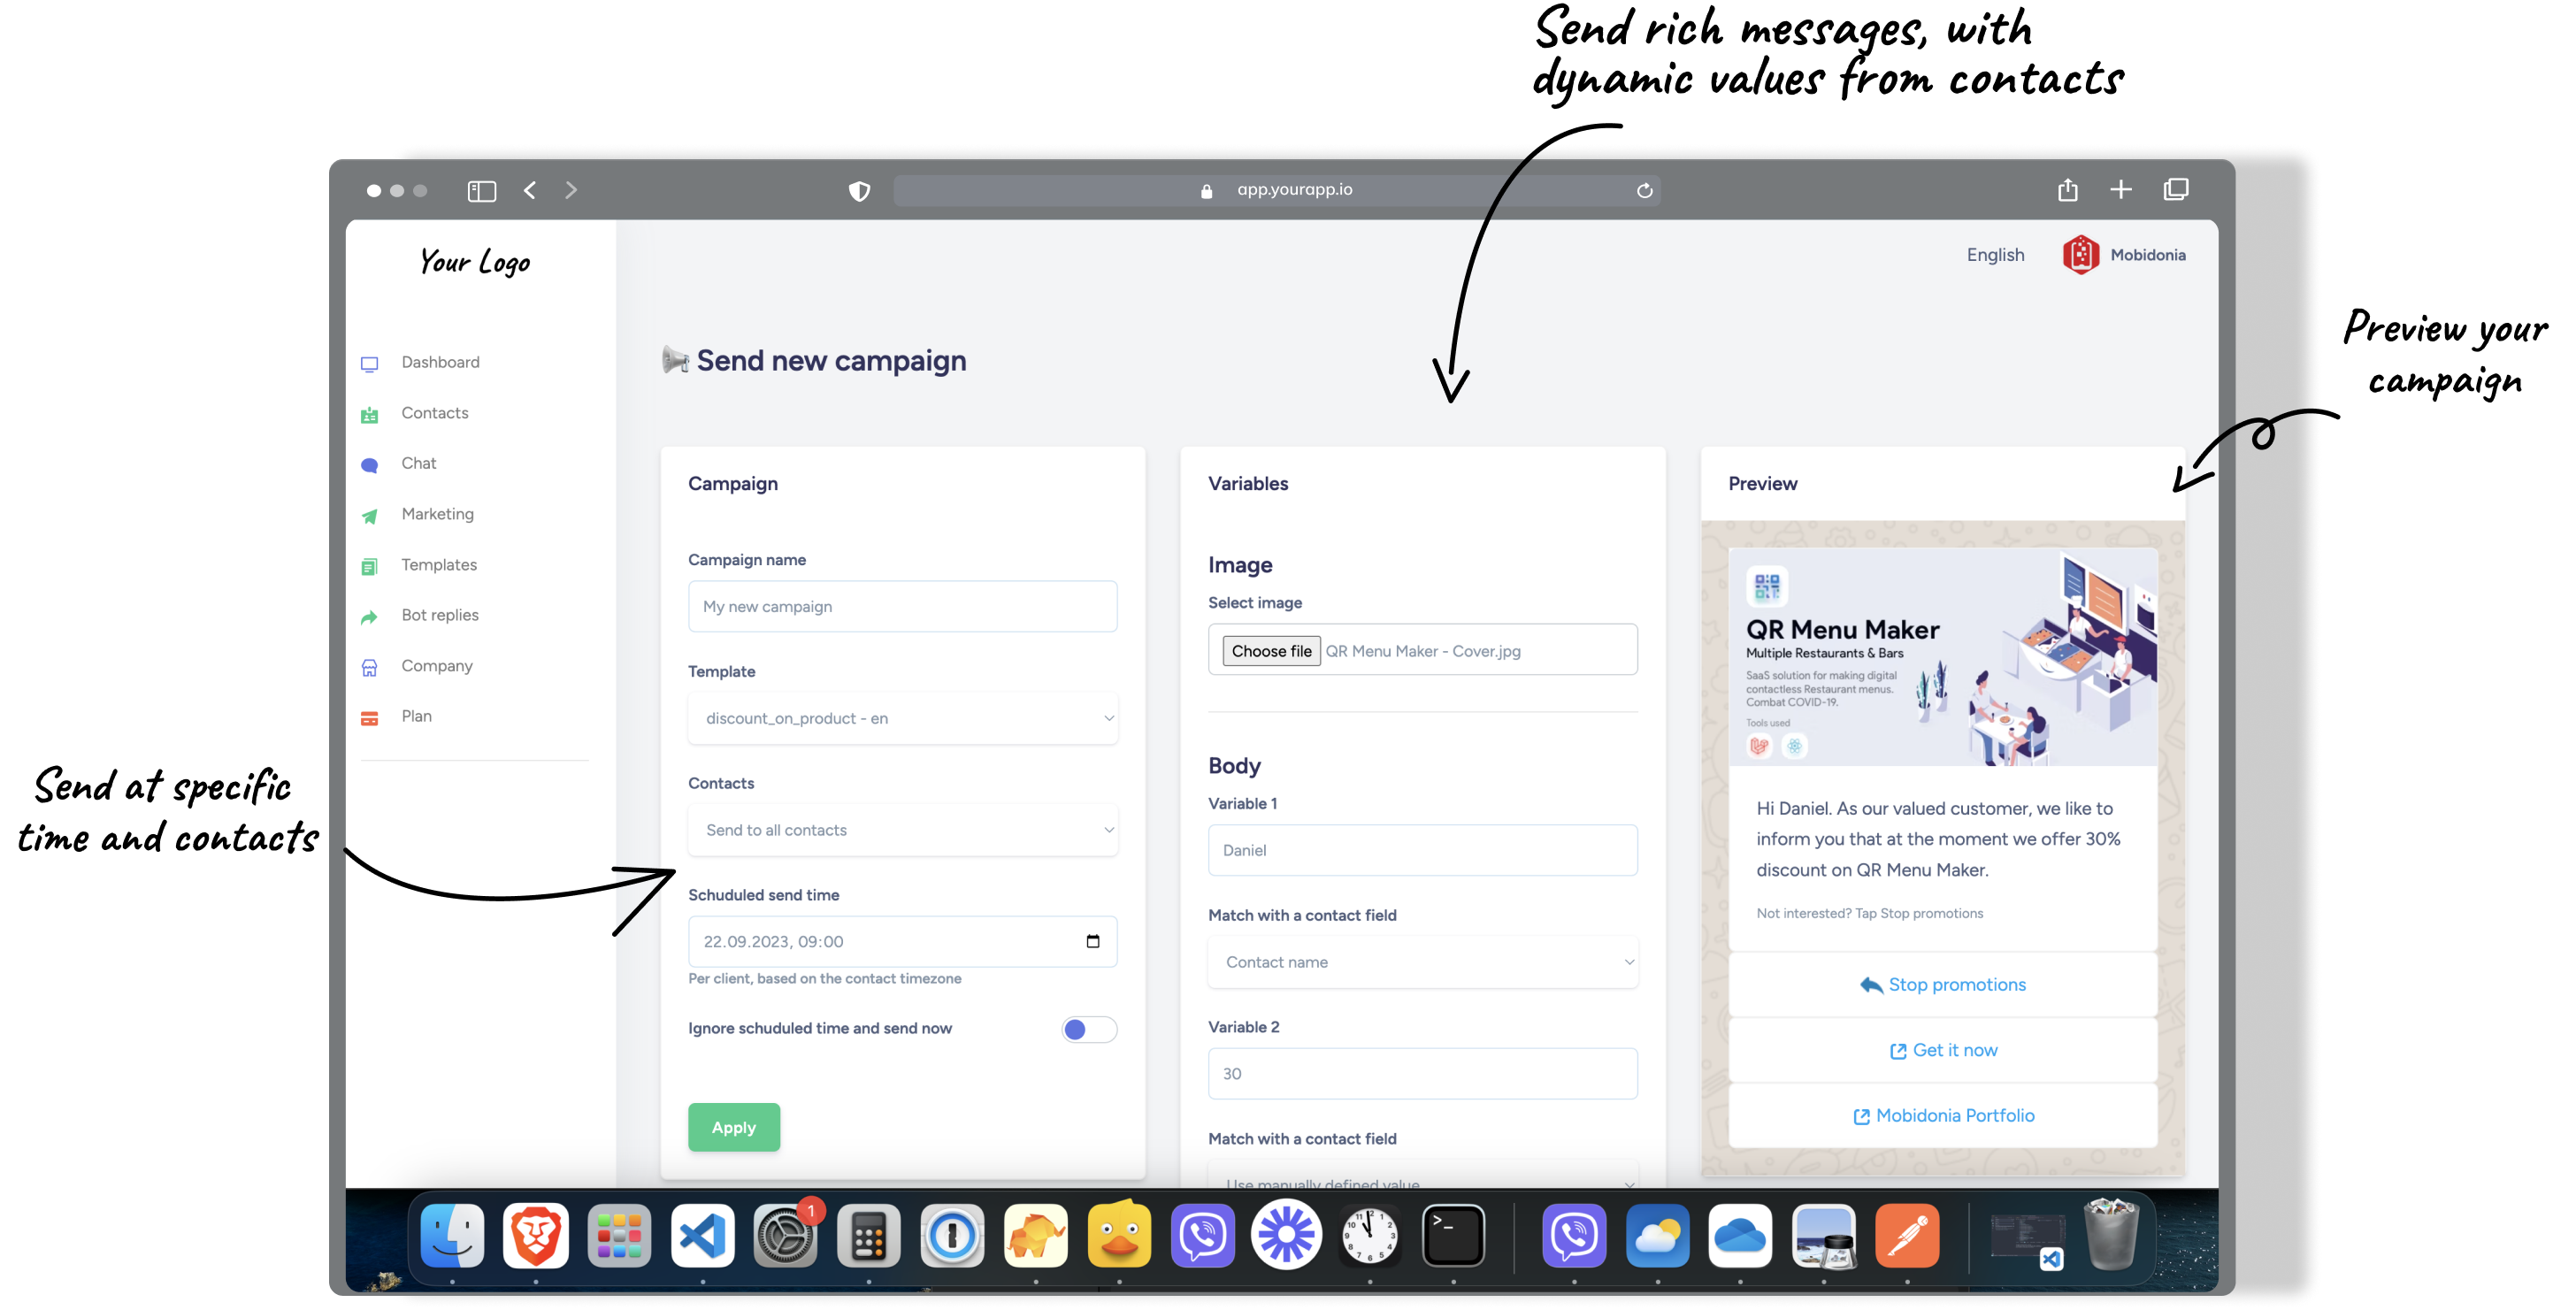 Send rich messages, with
dynamic values from contacts
app.yourapp.io
Your Logo
English
Mobidonia
Preview your
campaign
Dashboard
Contacts
Chat
Marketing
Templates
Bot replies
Company
Plan
Send at specific
time and contacts
Send new campaign
Campaign
Campaign name
My new campaign
Template
discount_on_product - en
Contacts
Send to all contacts
Schuduled send time
22.09.2023, 09:00
Per client, based on the contact timezone
Ignore schuduled time and send now
Apply
Variables
Image
Select image
Choose file QR Menu Maker - Cover.jpg
Body
Variable 1
Daniel
Match with a contact field
Contact name
Variable 2
30
Match with a contact field
Use manually defined value
Preview
QR Menu Maker
Multiple Restaurants & Bars
SaaS solution for making digital
contactless Restaurant menus.
Combat COVID-19.
Tools used
Hi Daniel. As our valued customer, we like to
inform you that at the moment we offer 30%
discount on QR Menu Maker.
Not interested? Tap Stop promotions
Stop promotions
Get it now
Mobidonia Portfolio
1